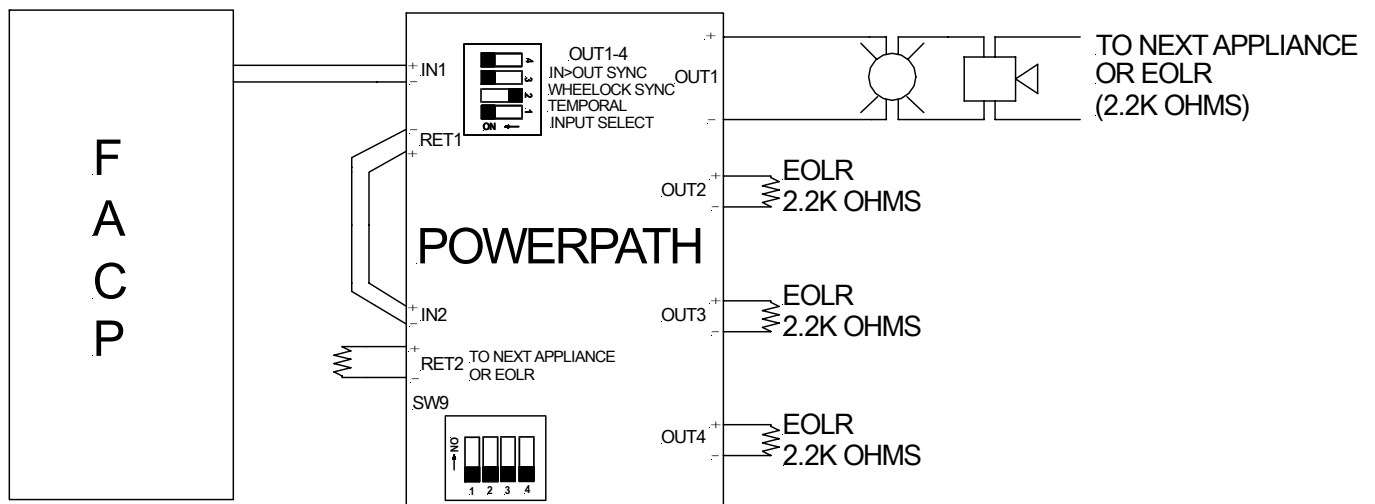 F
A
C
P
+
-
IN1
4
3
2
1
ON
OUT1-4
IN>OUT SYNC
WHEELOCK SYNC
TEMPORAL
INPUT SELECT
+
OUT1
-
TO NEXT APPLIANCE
OR EOLR
(2.2K OHMS)
-
RET1
+
OUT2
+
-
EOLR
2.2K OHMS
POWERPATH
+
IN2
-
OUT3
+
-
EOLR
2.2K OHMS
+
RET2
-
TO NEXT APPLIANCE
OR EOLR
SW9
ON
1 2 3 4
OUT4
+
-
EOLR
2.2K OHMS